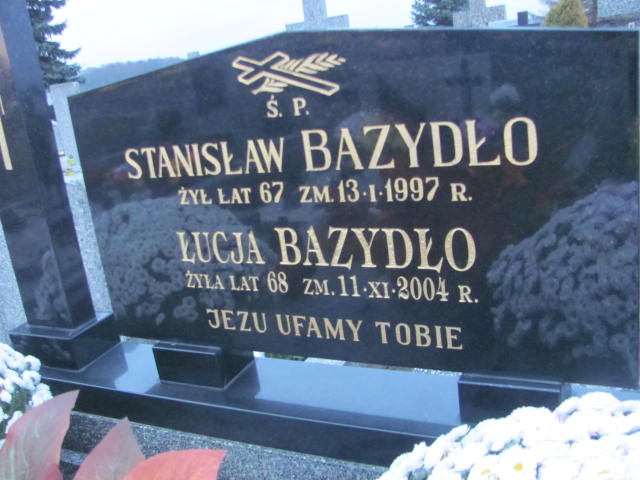 Ś. P.
STANISŁAW BAZYDŁO
ŻYŁ LAT 67 ZM. 13·I·1997 R.
ŁUCJA BAZYDŁO
ŻYŁA LAT 68 ZM. 11·XI·2004 R.
JEZU UFAMY TOBIE